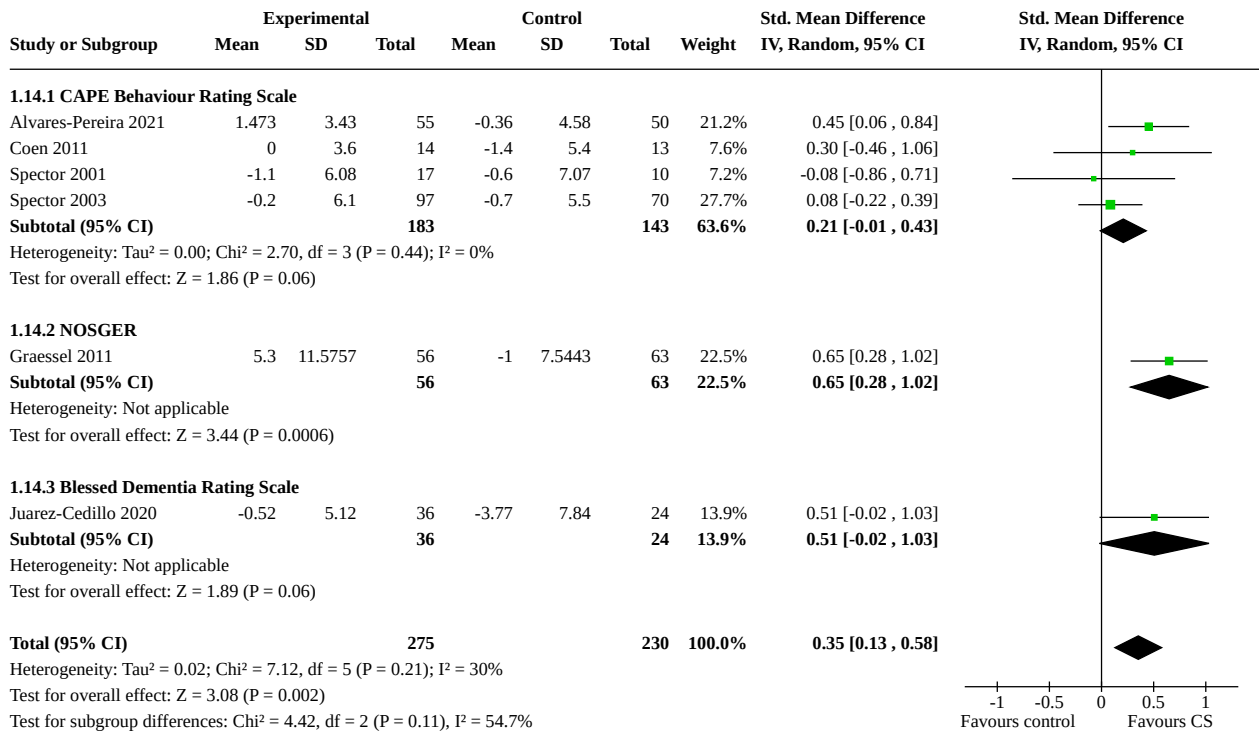 Experimental Control Std. Mean Difference Std. Mean Difference
Study or Subgroup Mean SD Total Mean SD Total Weight IV, Random, 95% CI IV, Random, 95% CI
1.14.1 CAPE Behaviour Rating Scale
Alvares-Pereira 2021 1.473 3.43 55 -0.36 4.58 50 21.2% 0.45 [0.06 , 0.84]
Coen 2011 0 3.6 14 -1.4 5.4 13 7.6% 0.30 [-0.46 , 1.06]
Spector 2001 -1.1 6.08 17 -0.6 7.07 10 7.2% -0.08 [-0.86 , 0.71]
Spector 2003 -0.2 6.1 97 -0.7 5.5 70 27.7% 0.08 [-0.22 , 0.39]
Subtotal (95% CI) 183 143 63.6% 0.21 [-0.01 , 0.43]
Heterogeneity: Tau² = 0.00; Chi² = 2.70, df = 3 (P = 0.44); I² = 0%
Test for overall effect: Z = 1.86 (P = 0.06)
1.14.2 NOSGER
Graessel 2011 5.3 11.5757 56 -1 7.5443 63 22.5% 0.65 [0.28 , 1.02]
Subtotal (95% CI) 56 63 22.5% 0.65 [0.28 , 1.02]
Heterogeneity: Not applicable
Test for overall effect: Z = 3.44 (P = 0.0006)
1.14.3 Blessed Dementia Rating Scale
Juarez-Cedillo 2020 -0.52 5.12 36 -3.77 7.84 24 13.9% 0.51 [-0.02 , 1.03]
Subtotal (95% CI) 36 24 13.9% 0.51 [-0.02 , 1.03]
Heterogeneity: Not applicable
Test for overall effect: Z = 1.89 (P = 0.06)
Total (95% CI) 275 230 100.0% 0.35 [0.13 , 0.58]
Heterogeneity: Tau² = 0.02; Chi² = 7.12, df = 5 (P = 0.21); I² = 30%
Test for overall effect: Z = 3.08 (P = 0.002)
-1 -0.5 0 0.5 1
Test for subgroup differences: Chi² = 4.42, df = 2 (P = 0.11), I² = 54.7%
Favours control Favours CS